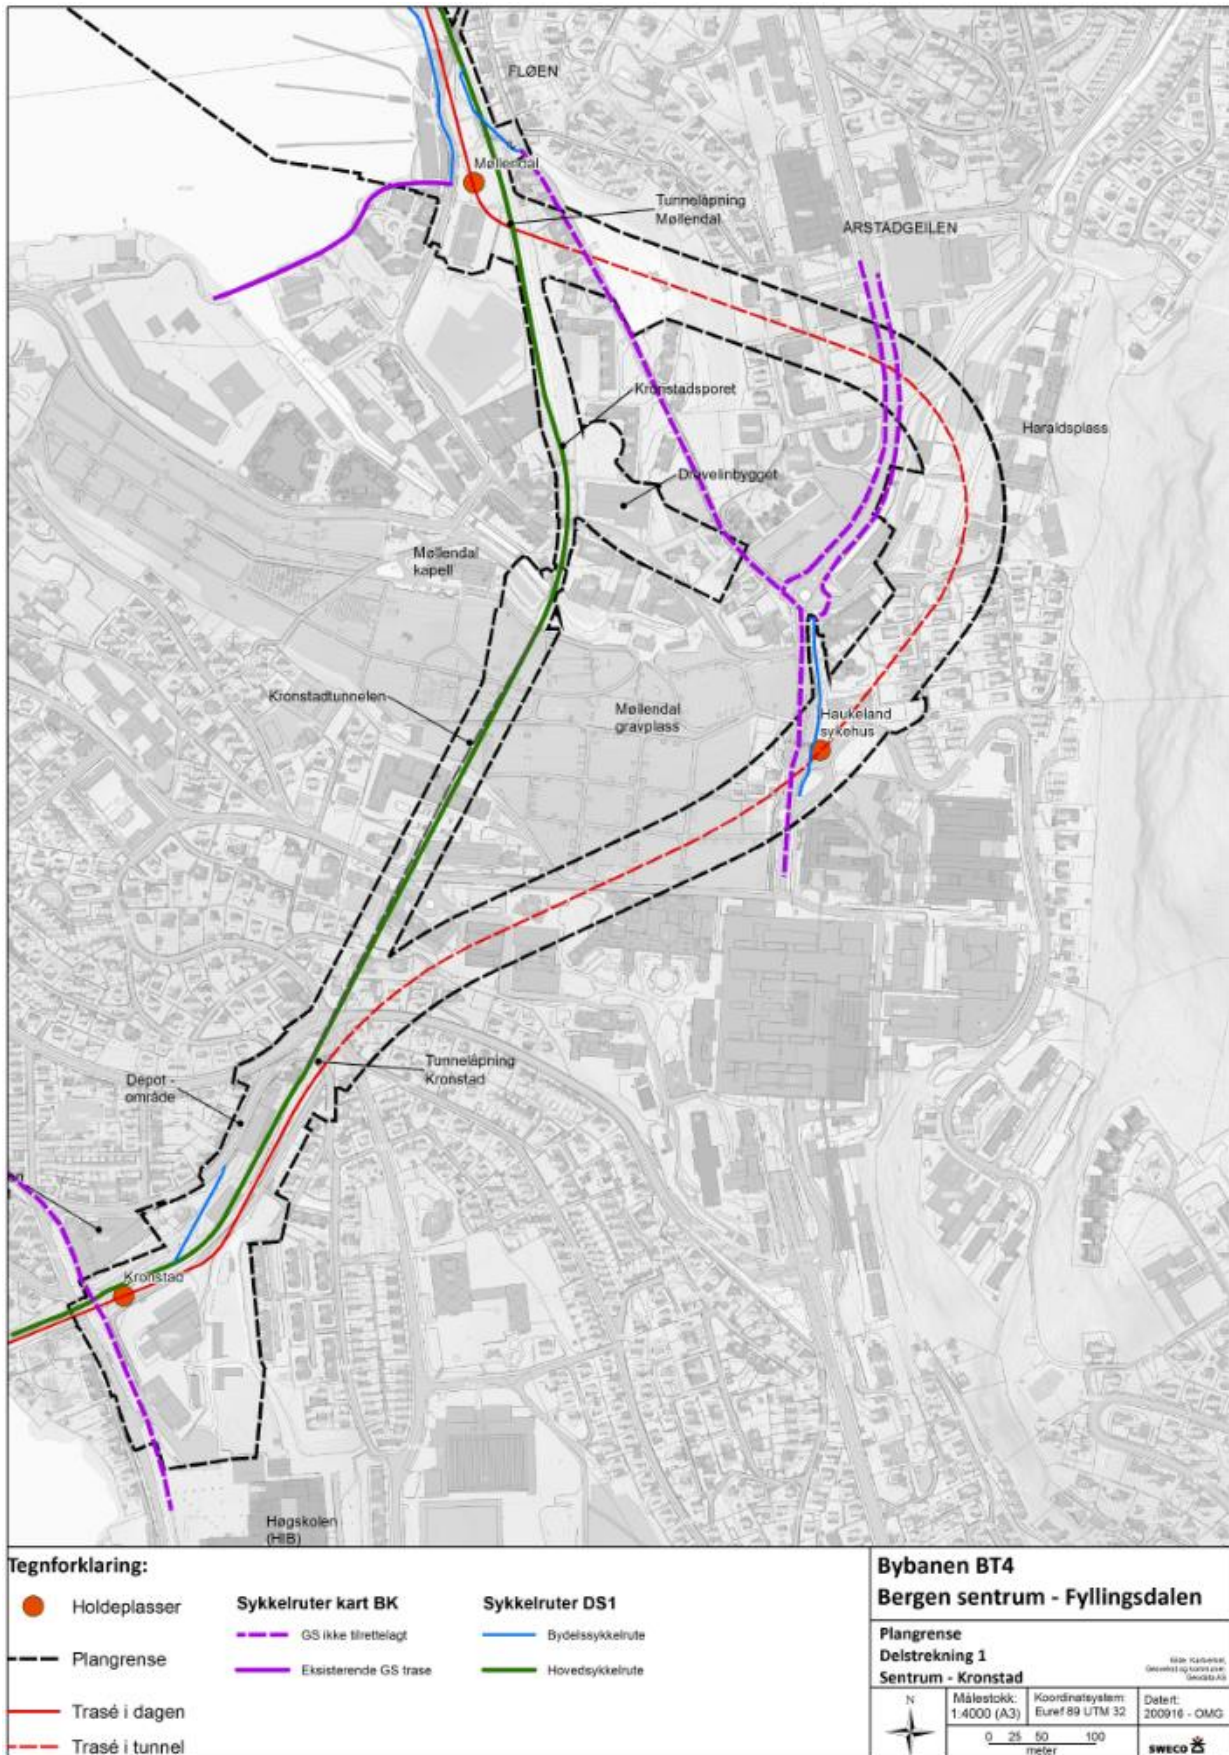 FLØEN
Møllendal
Tunnelåpning
Møllendal
ÅRSTADGEILEN
Kronstadsporet
Haraldsplass
Drevelinbygget
Møllendal
kapell
Kronstadtunnelen
Møllendal
gravplass
Haukeland
sykehus
Tunnelåpning
Kronstad
Depot -
område
Kronstad
Høgskolen
(HIB)
Tegnforklaring:
Holdeplasser
Plangrense
Trasé i dagen
Trasé i tunnel
Sykkelruter kart BK
GS ikke tilrettelagt
Eksisterende GS trase
Sykkelruter DS1
Bydelssykkelrute
Hovedsykkelrute
Bybanen BT4
Bergen sentrum - Fyllingsdalen
Plangrense
Delstrekning 1
Sentrum - Kronstad
N
Målestokk:
1:4000 (A3)
Koordinatsystem:
Euref 89 UTM 32
Datert:
200916 - OMG
0 25 50 100
meter
SWECO